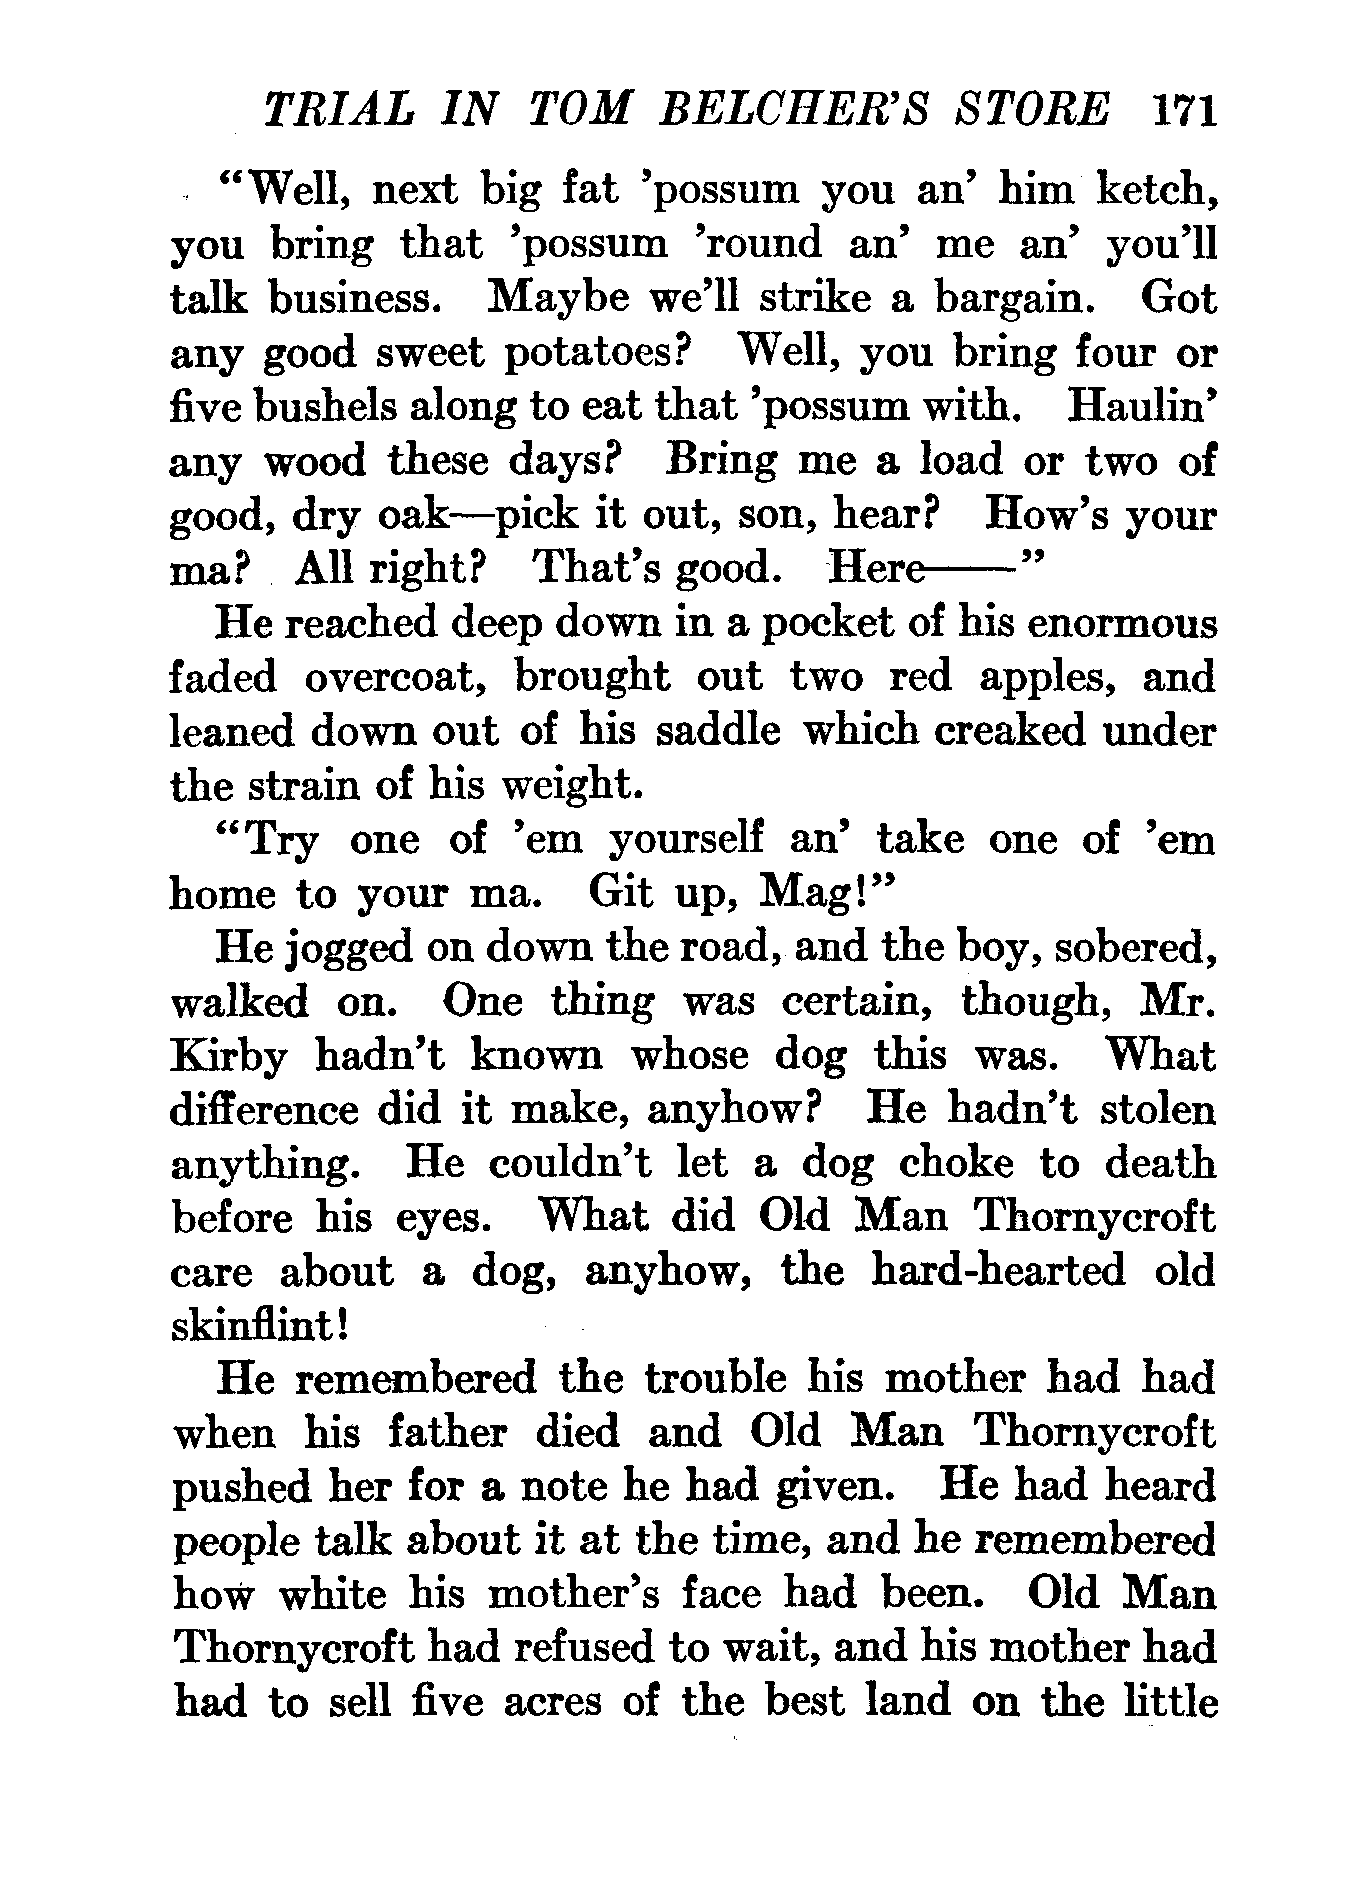 TRIAL IN TOM BELCHER'S STORE 171
“Well, next big fat ’possum you an’ him ketch,
you bring that ’possum ’round an’ me an’ you’ll
talk business. Maybe we’ll strike a bargain. Got
any good sweet potatoes? Well, you bring four or
five bushels along to eat that ’possum with. Haulin’
any wood these days? Bring me a load or two of
good, dry oak—pick it out, son, hear? How’s your
ma? All right? That’s good. Here——”
He reached deep down in a pocket of his enormous
faded overcoat, brought out two red apples, and
leaned down out of his saddle which creaked under
the strain of his weight.
“Try one of ’em yourself an’ take one of ’em
home to your ma. Git up, Mag!”
He jogged on down the road, and the boy, sobered,
walked on. One thing was certain, though, Mr.
Kirby hadn’t known whose dog this was. What
difference did it make, anyhow? He hadn’t stolen
anything. He couldn’t let a dog choke to death
before his eyes. What did Old Man Thornycroft
care about a dog, anyhow, the hard-hearted old
skinflint!
He remembered the trouble his mother had had
when his father died and Old Man Thornycroft
pushed her for a note he had given. He had heard
people talk about it at the time, and he remembered
how white his mother’s face had been. Old Man
Thornycroft had refused to wait, and his mother had
had to sell five acres of the best land on the little